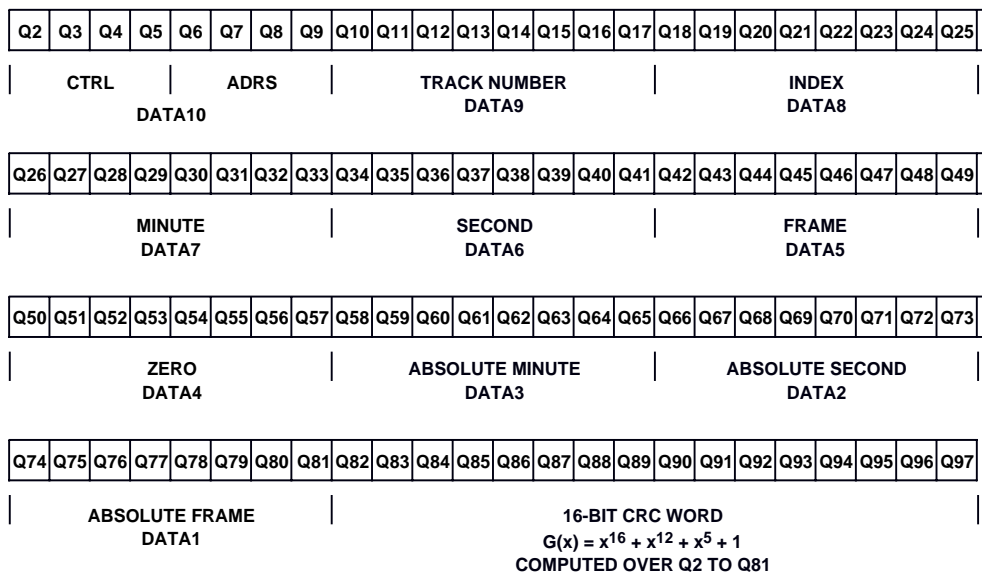 Q2 Q3 Q4 Q5 Q6 Q7 Q8 Q9 Q10 Q11 Q12 Q13 Q14 Q15 Q16 Q17 Q18 Q19 Q20 Q21 Q22 Q23 Q24 Q25
CTRL ADRS TRACK NUMBER INDEX
DATA10 DATA9 DATA8
Q26 Q27 Q28 Q29 Q30 Q31 Q32 Q33 Q34 Q35 Q36 Q37 Q38 Q39 Q40 Q41 Q42 Q43 Q44 Q45 Q46 Q47 Q48 Q49
MINUTE SECOND FRAME
DATA7 DATA6 DATA5
Q50 Q51 Q52 Q53 Q54 Q55 Q56 Q57 Q58 Q59 Q60 Q61 Q62 Q63 Q64 Q65 Q66 Q67 Q68 Q69 Q70 Q71 Q72 Q73
ZERO ABSOLUTE MINUTE ABSOLUTE SECOND
DATA4 DATA3 DATA2
Q74 Q75 Q76 Q77 Q78 Q79 Q80 Q81 Q82 Q83 Q84 Q85 Q86 Q87 Q88 Q89 Q90 Q91 Q92 Q93 Q94 Q95 Q96 Q97
ABSOLUTE FRAME 16-BIT CRC WORD
DATA1 G(x) = x^16 + x^12 + x^5 + 1
COMPUTED OVER Q2 TO Q81